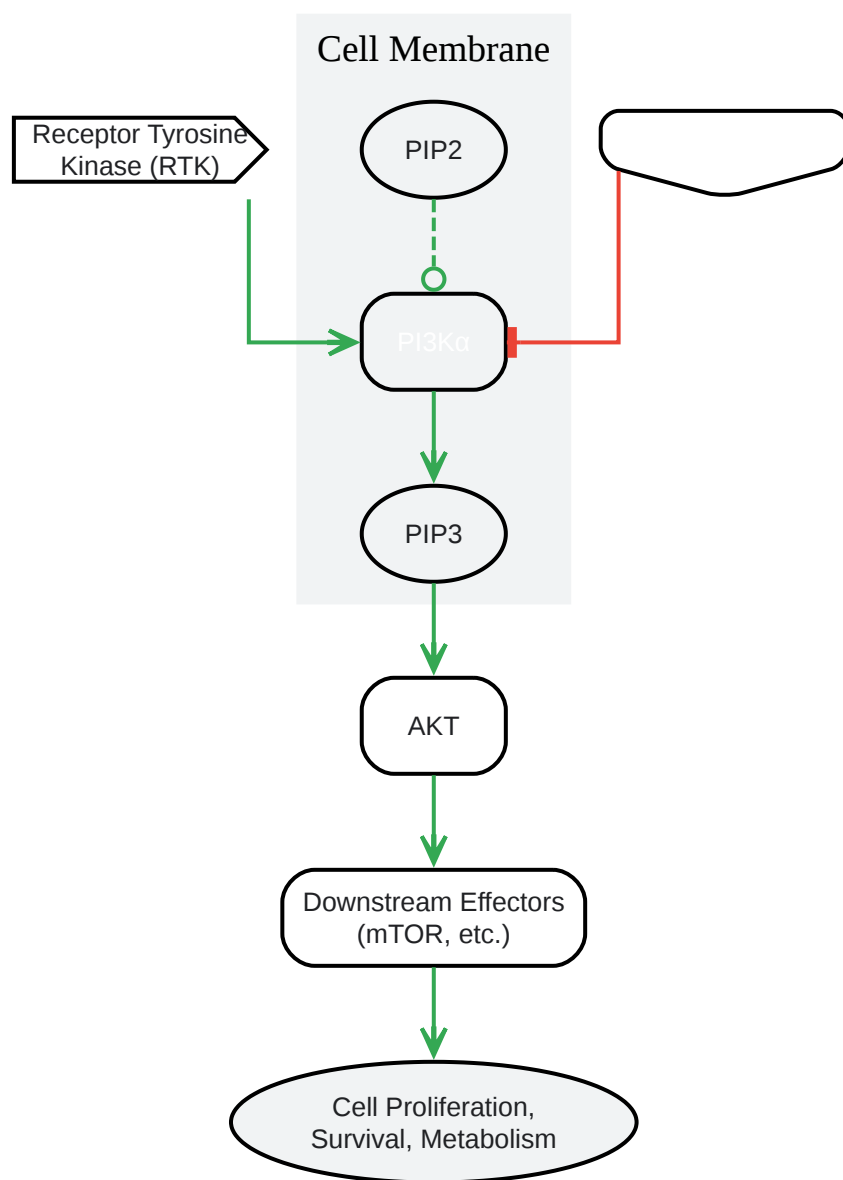 Cell Membrane
Receptor Tyrosine
Kinase (RTK)
PIP2
PI3Kα
PIP3
AKT
Downstream Effectors
(mTOR, etc.)
Cell Proliferation,
Survival, Metabolism